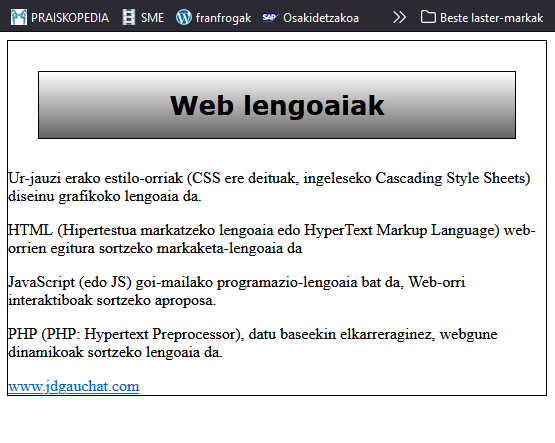 PRAISKOPEDIA SME franfrogak SAP Osakidetzakoa Beste laster-markak
Web lengoaiak
Ur-jauzi erako estilo-orriak (CSS ere deituak, ingeleseko Cascading Style Sheets)
diseinu grafikoko lengoaia da.
HTML (Hipertestua markatzeko lengoaia edo HyperText Markup Language) web-
orrien egitura sortzeko markaketa-lengoaia da
JavaScript (edo JS) goi-mailako programazio-lengoaia bat da, Web-orri
interaktiboak sortzeko aproposa.
PHP (PHP: Hypertext Preprocessor), datu baseekin elkarreraginez, webgune
dinamikoak sortzeko lengoaia da.
www.jdgauchat.com